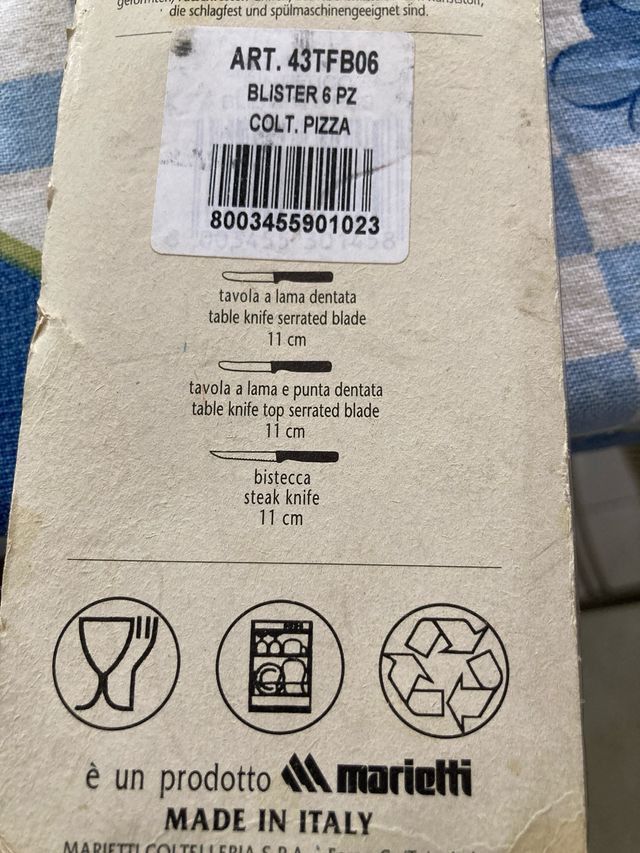 die schlagfest und spülmaschinengeeignet sind.
ART. 43TFB06
BLISTER 6 PZ
COLT. PIZZA
8003455901023
tavola a lama dentata
table knife serrated blade
11 cm
tavola a lama e punta dentata
table knife top serrated blade
11 cm
bistecca
steak knife
11 cm
è un prodotto marietti
MADE IN ITALY
MARIETTI COLTELLERIA S.P.A.